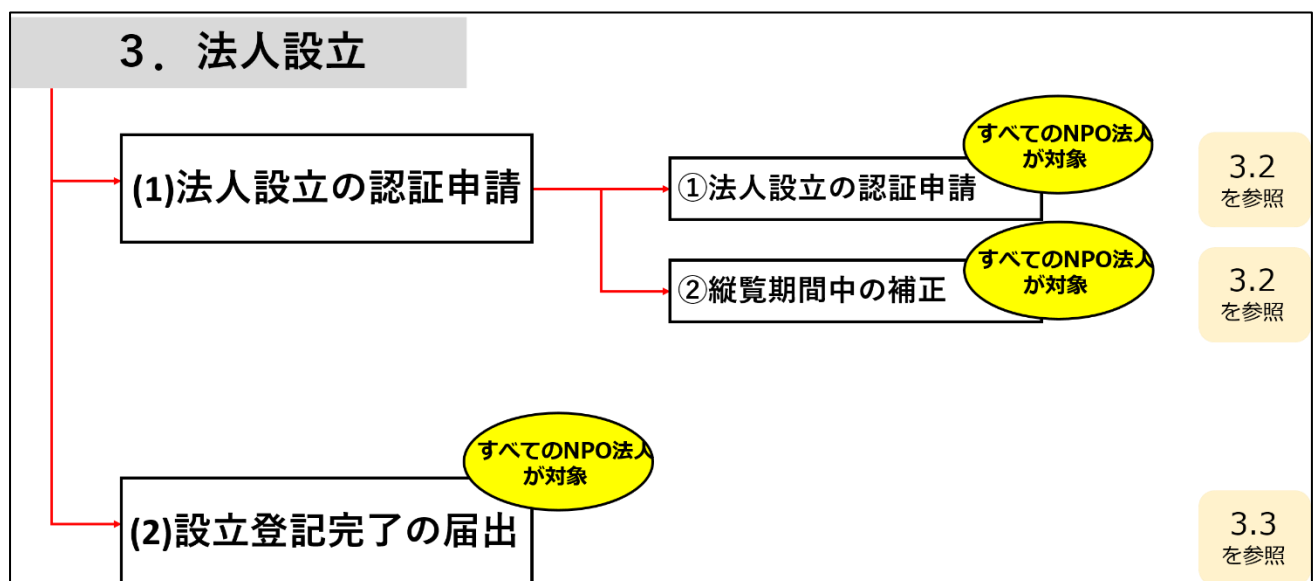 3．法人設立
すべてのNPO法人
が対象
(1)法人設立の認証申請
①法人設立の認証申請
3.2
を参照
すべてのNPO法人
が対象
②縦覧期間中の補正
3.2
を参照
すべてのNPO法人
が対象
(2)設立登記完了の届出
3.3
を参照